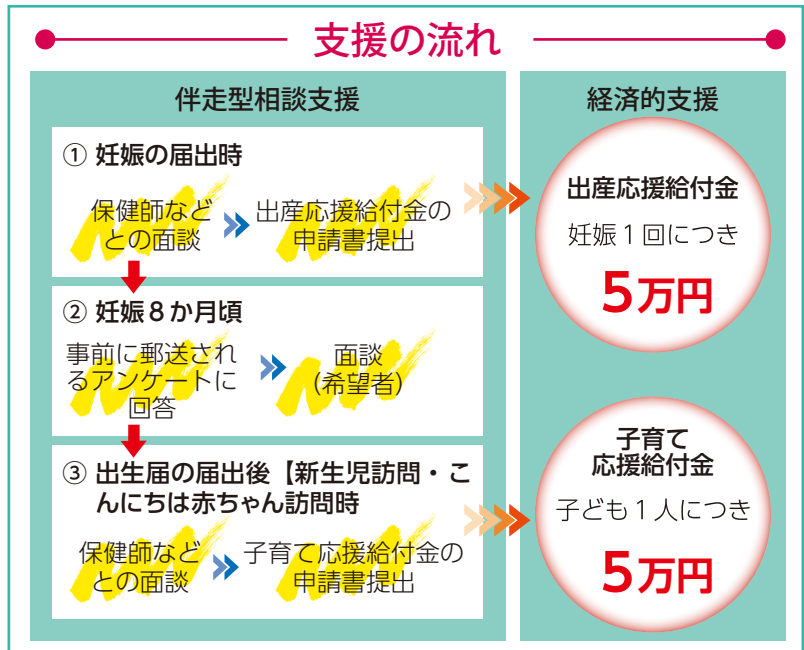 支援の流れ
伴走型相談支援
① 妊娠の届出時
保健師など
との面談
出産応援給付金の
申請書提出
② 妊娠８か月頃
事前に郵送され
るアンケートに
回答
面談
(希望者)
③ 出生届の届出後【新生児訪問・こ
んにちは赤ちゃん訪問時
保健師など
との面談
子育て応援給付金の
申請書提出
経済的支援
出産応援給付金
妊娠１回につき
5万円
子育て
応援給付金
子ども１人につき
5万円